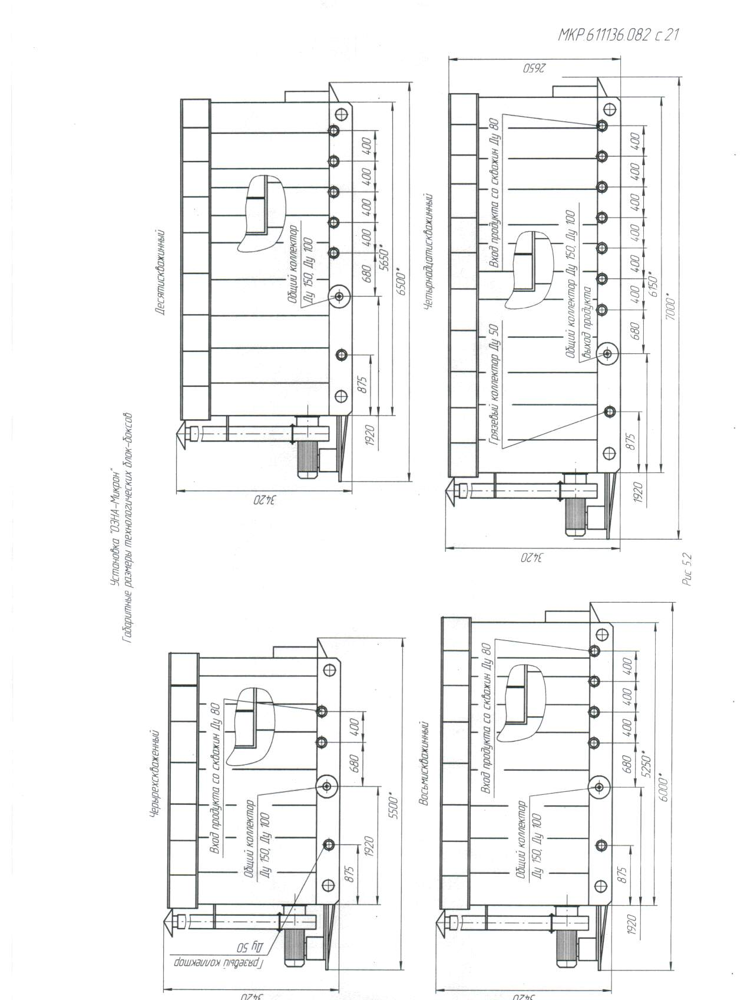 МКР.611136.082 с 21
Установка "ОЗНА-Микрон"
Габаритные размеры технологических блок-боксов
Черырехскваженный
Вход продукта со скважин Ду 80
Общий коллектор
Ду 150, Ду 100
Грязевый коллектор
Ду 50
400
680
875
1920
5500*
3420
Десятискважинный
Общий коллектор
Ду 150, Ду 100
400
400
400
400
680
875
1920
5650*
6500*
3420
Восьмискважинный
Вход продукта со скважин Ду 80
Общий коллектор
Ду 150, Ду 100
400
400
400
680
875
1920
5250*
6000*
3420
Четырнадцатискважинный
2650
Вход продукта со скважин Ду 80
Грязевый коллектор Ду 50
Общий коллектор Ду 150, Ду 100
выход продукта
400
400
400
400
400
400
680
875
1920
6150*
7000*
3420
Рис 5.2